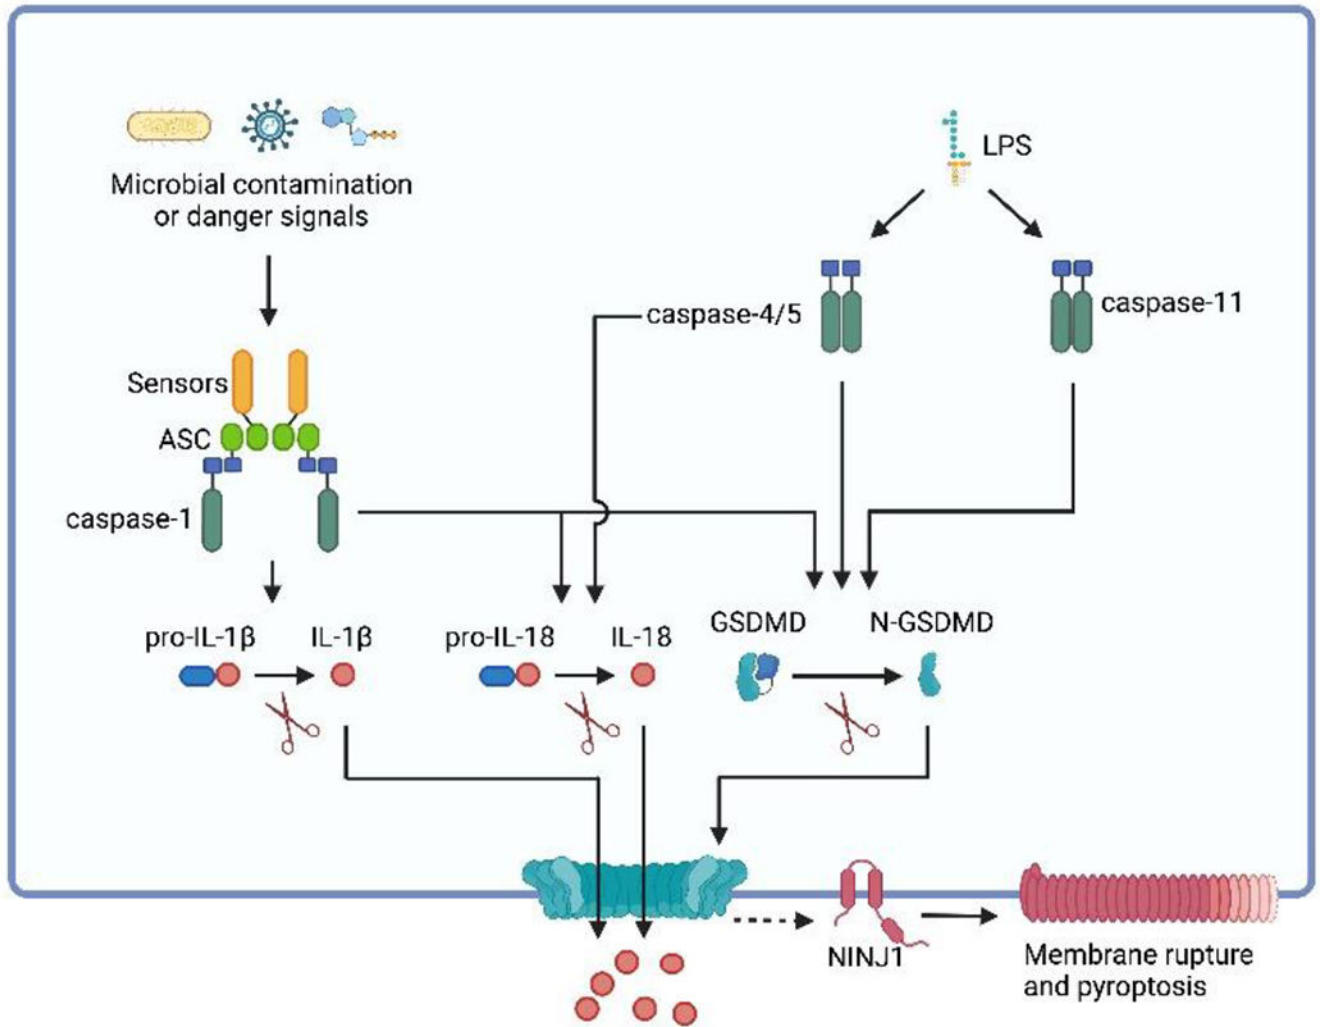 Microbial contamination
or danger signals
LPS
caspase-4/5
caspase-11
Sensors
ASC
caspase-1
pro-IL-1β
IL-1β
pro-IL-18
IL-18
GSDMD
N-GSDMD
NINJ1
Membrane rupture
and pyroptosis